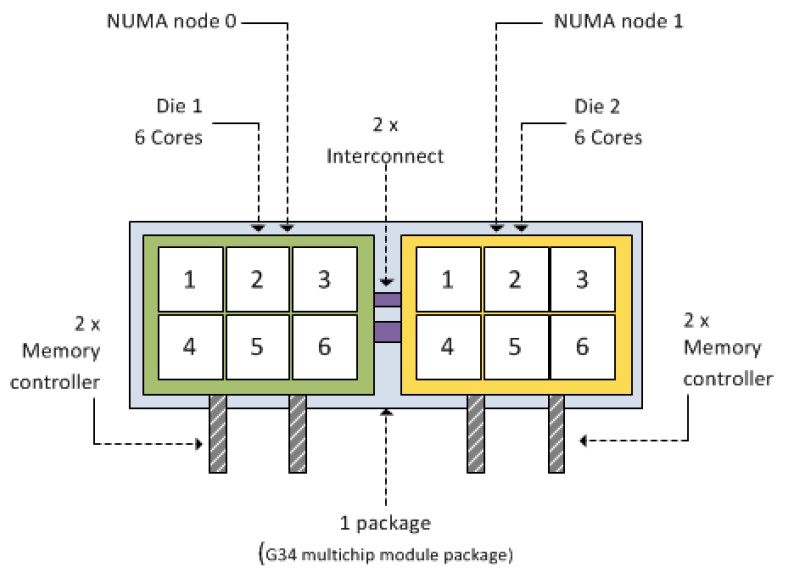 NUMA node 0
NUMA node 1
Die 1
6 Cores
2 x
Interconnect
Die 2
6 Cores
1 2 3
4 5 6
1 2 3
4 5 6
2 x
Memory
controller
2 x
Memory
controller
1 package
(G34 multichip module package)